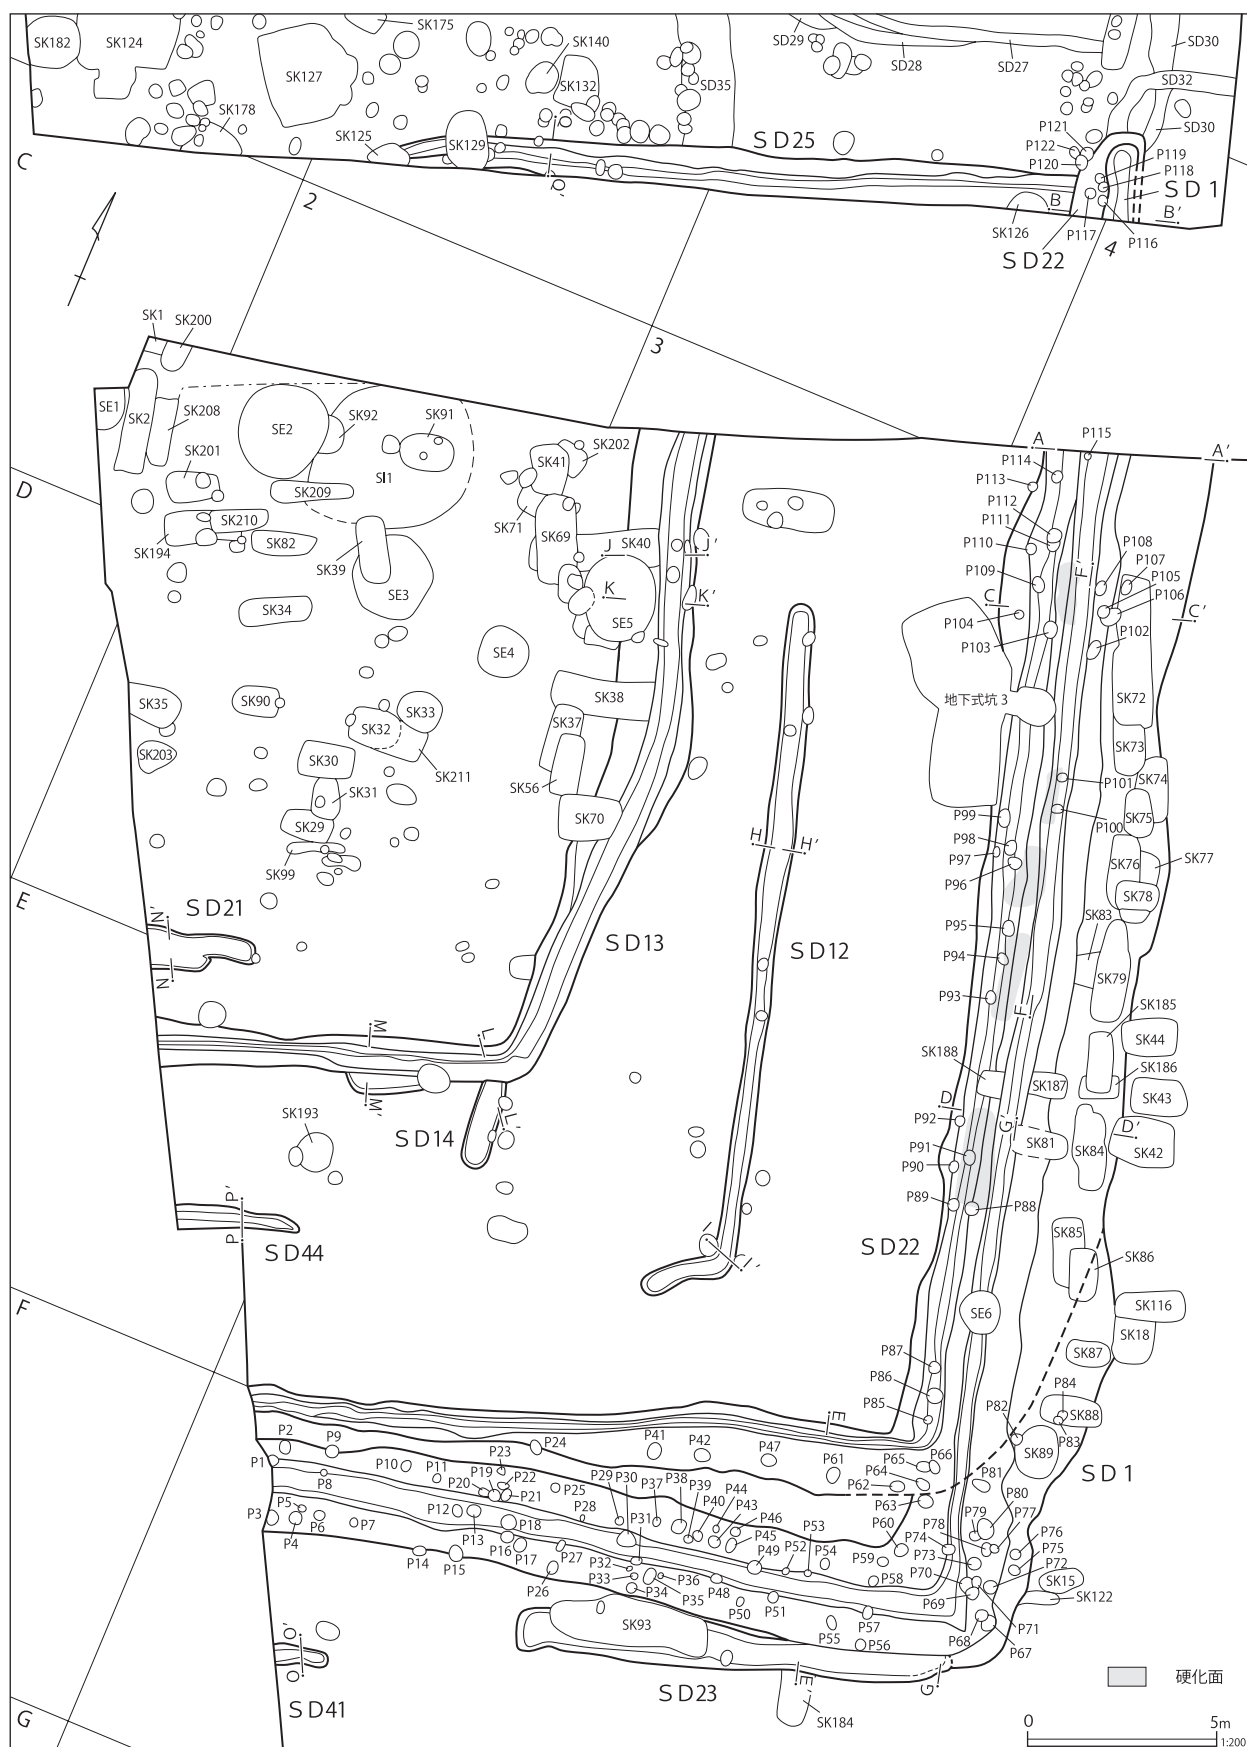 SK182
SK124
SK175
SK127
SK140
SK132
SK178
SK125
SK129
SD35
SD29
SD28
SD27
SD30
SD32
SD30
SD25
P121
P122
P120
P119
P118
SD1
O
O'
SK126
B
B'
P117
P116
SD22
C
2
3
4
SK1
SK200
SE1
SK2
SK208
SE2
SK92
SK91
SK201
SI1
SK209
SK210
SK194
SK82
SK39
SE3
SK34
SE4
SK41
SK202
SK71
SK69
SK40
J
J'
K
K'
SE5
SK38
SK37
SK56
SK70
SK35
SK90
SK32
SK33
SK203
SK30
SK211
SK31
SK29
SK99
A
A'
P115
P114
P113
P112
P111
P110
P109
P108
P107
P105
P106
F'
C
C'
P104
P103
P102
地下式坑3
SK72
SK73
SK74
SK75
P101
P100
P99
P98
P97
P96
SK76
SK77
SK78
H
H'
D
E
SD21
N'
N
SD13
SD12
P95
P94
P93
SK83
SK79
F
SK185
SK44
SK186
SK188
SK187
SK43
M
M'
L
L'
SD14
SK193
D
D'
P92
P91
P90
P89
P88
G'
SK81
SK84
SK42
P'
P
SD44
SD22
I
I'
SK85
SK86
SE6
SK116
SK18
SK87
F
P87
P86
P85
P84
P83
P82
SK88
SK89
SD1
E
P2
P9
P24
P41
P42
P47
P61
P65
P66
P64
P62
P63
P81
P1
P10
P23
P11
P19
P20
P22
P21
P25
P28
P29
P30
P37
P38
P39
P40
P44
P43
P46
P45
P53
P8
P5
P3
P4
P6
P7
P12
P13
P18
P16
P17
P27
P14
P15
P26
P31
P32
P33
P34
P35
P36
P48
P49
P52
P54
P50
P51
P55
P56
P57
P58
P59
P60
P80
P79
P78
P77
P74
P73
P76
P75
P72
P70
P69
P71
P68
P67
SK15
SK122
SK93
SD41
SD23
E'
G
SK184
G
硬化面
0
5m
1:200